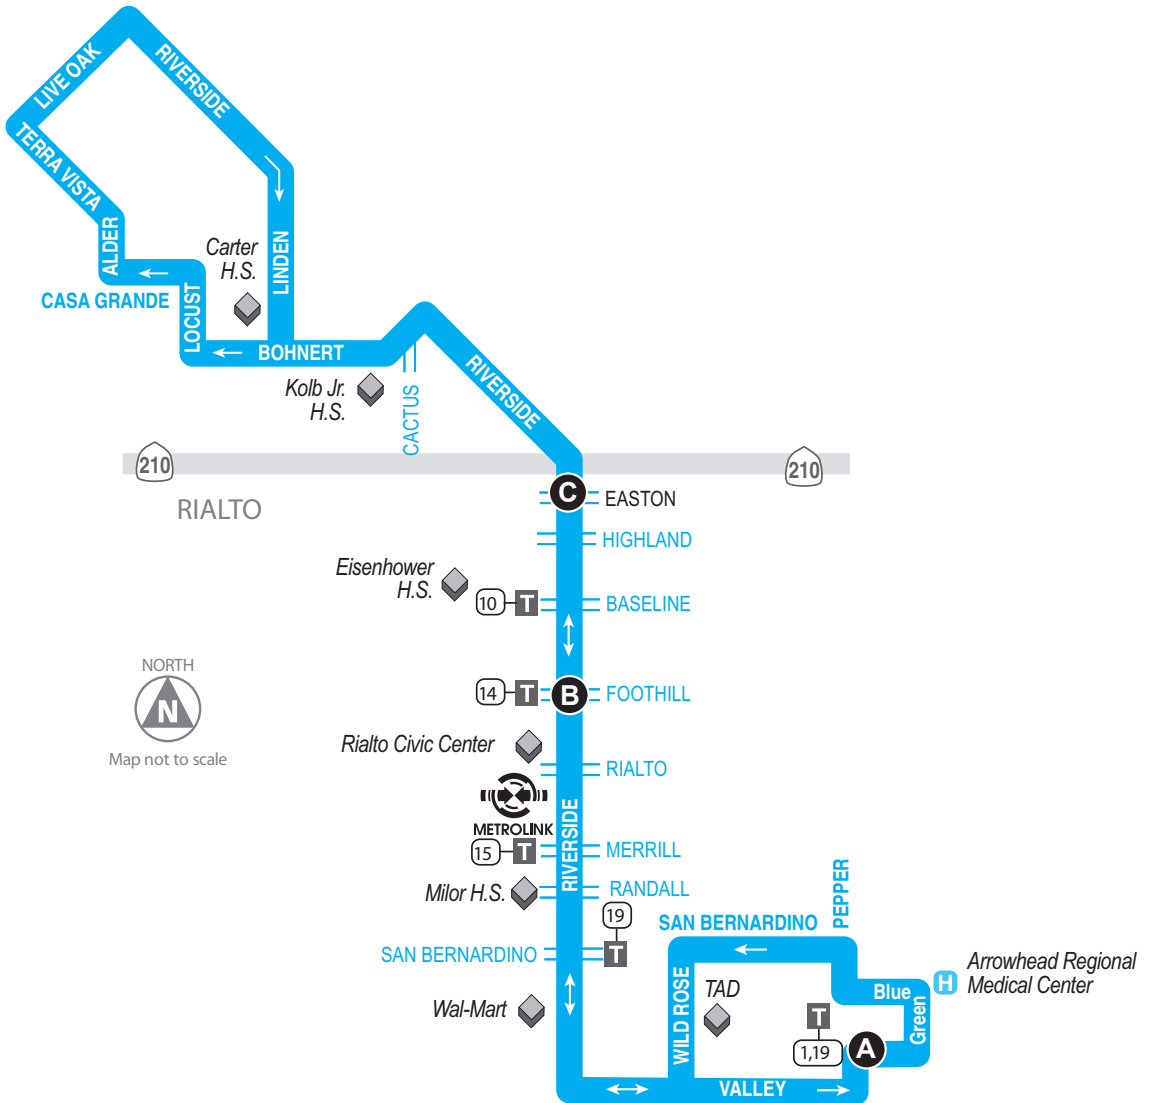 LIVE OAK
RIVERSIDE
TERRA VISTA
ALDER
Carter
H.S.
LINDEN
CASA GRANDE
LOCUST
BOHNERT
Kolb Jr.
H.S.
CACTUS
RIVERSIDE
210
210
RIALTO
C
EASTON
HIGHLAND
Eisenhower
H.S.
10
T
BASELINE
NORTH
N
Map not to scale
14
T
B
FOOTHILL
Rialto Civic Center
RIALTO
METROLINK
RIVERSIDE
15
T
MERRILL
Milor H.S.
RANDALL
19
T
SAN BERNARDINO
Wal-Mart
SAN BERNARDINO
PEPPER
Blue
H
Arrowhead Regional
Medical Center
Green
WILD ROSE
TAD
T
1,19
A
VALLEY